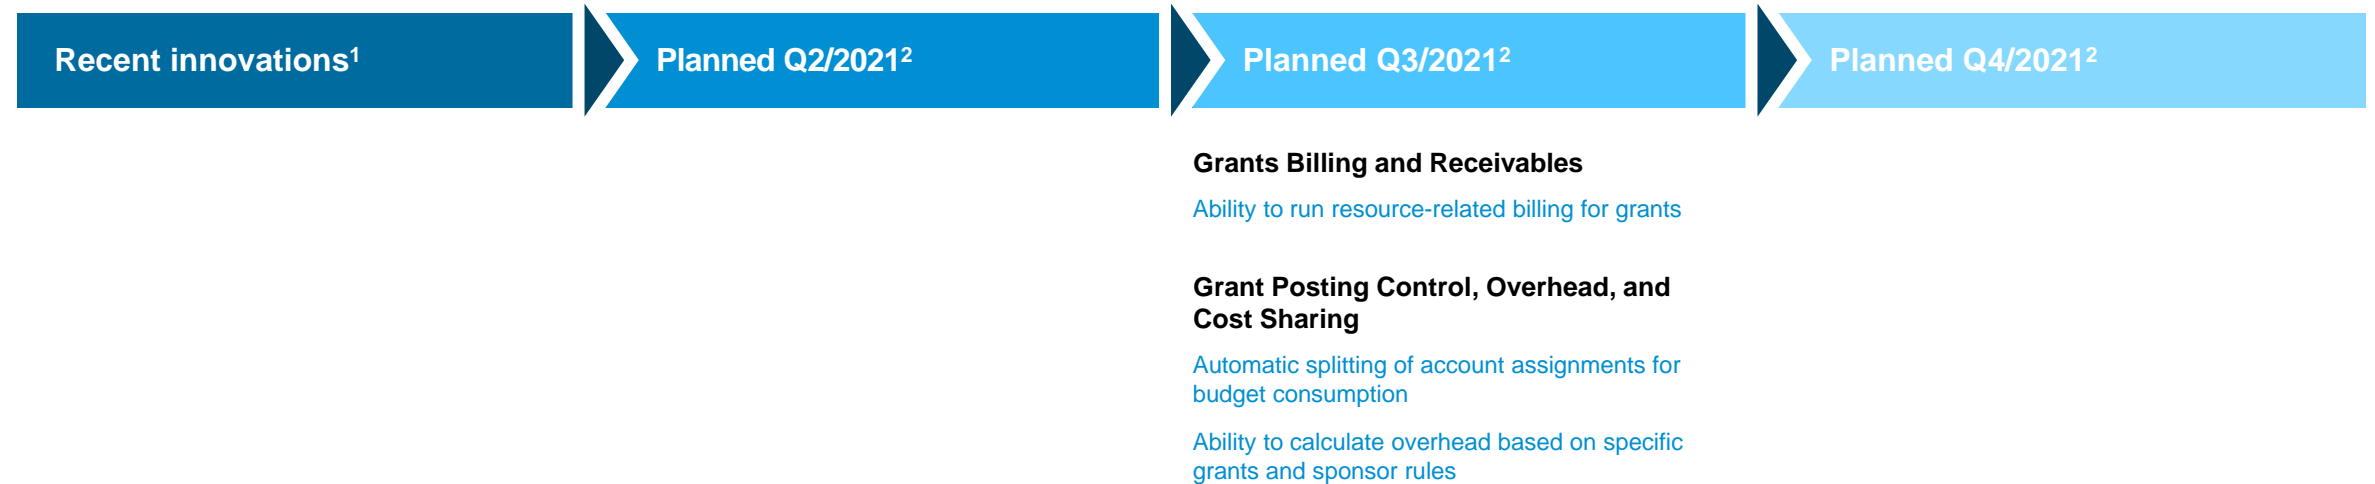 Recent innovations1
Planned Q2/20212
Planned Q3/20212
Planned Q4/20212
Grants Billing and Receivables
Ability to run resource-related billing for grants
Grant Posting Control, Overhead, and
Cost Sharing
Automatic splitting of account assignments for
budget consumption
Ability to calculate overhead based on specific
grants and sponsor rules